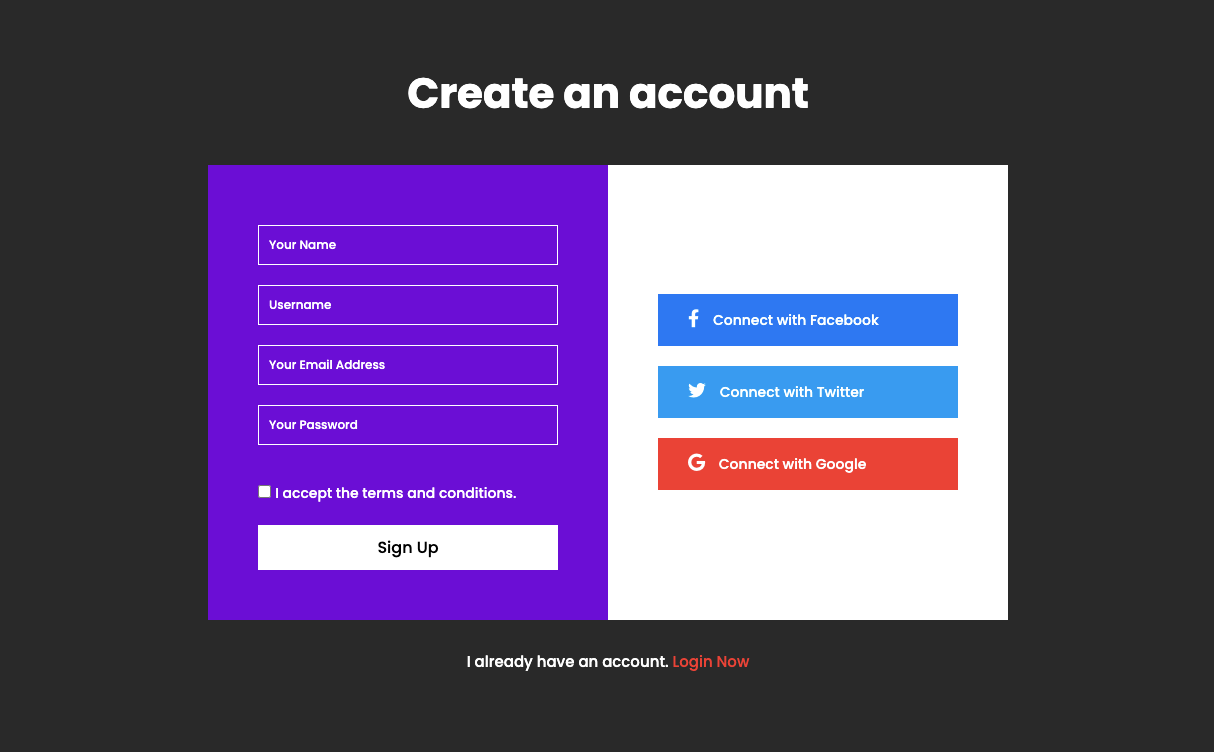 Create an account
Your Name
Username
Your Email Address
Your Password
I accept the terms and conditions.
Sign Up
Connect with Facebook
Connect with Twitter
Connect with Google
I already have an account. Login Now